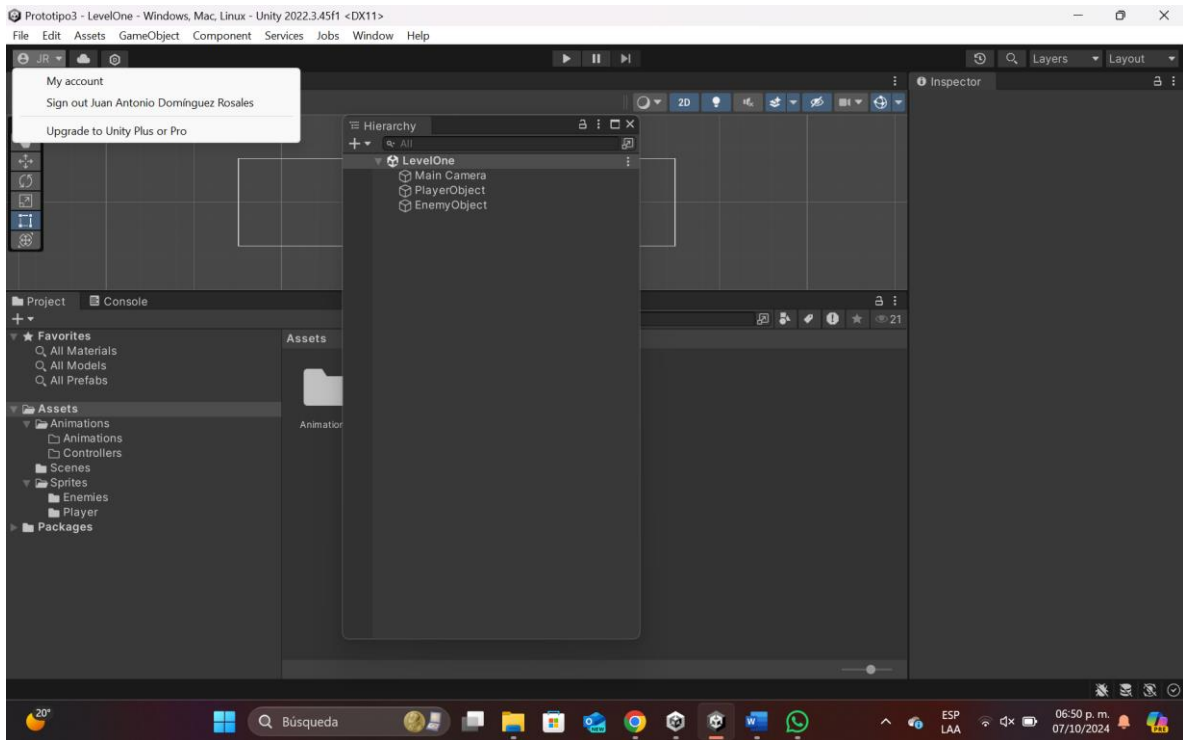 Prototipo3 - LevelOne - Windows, Mac, Linux - Unity 2022.3.45f1 <DX11>
File Edit Assets GameObject Component Services Jobs Window Help
JR
Layers Layout
My account
Sign out Juan Antonio Domínguez Rosales
Upgrade to Unity Plus or Pro
Inspector
2D
Hierarchy
All
LevelOne
Main Camera
PlayerObject
EnemyObject
Project Console
21
Favorites
All Materials
All Models
All Prefabs
Assets
Animations
Animations
Controllers
Scenes
Sprites
Enemies
Player
Packages
Assets
Animation
20°
Búsqueda
ESP
LAA
06:50 p. m.
07/10/2024